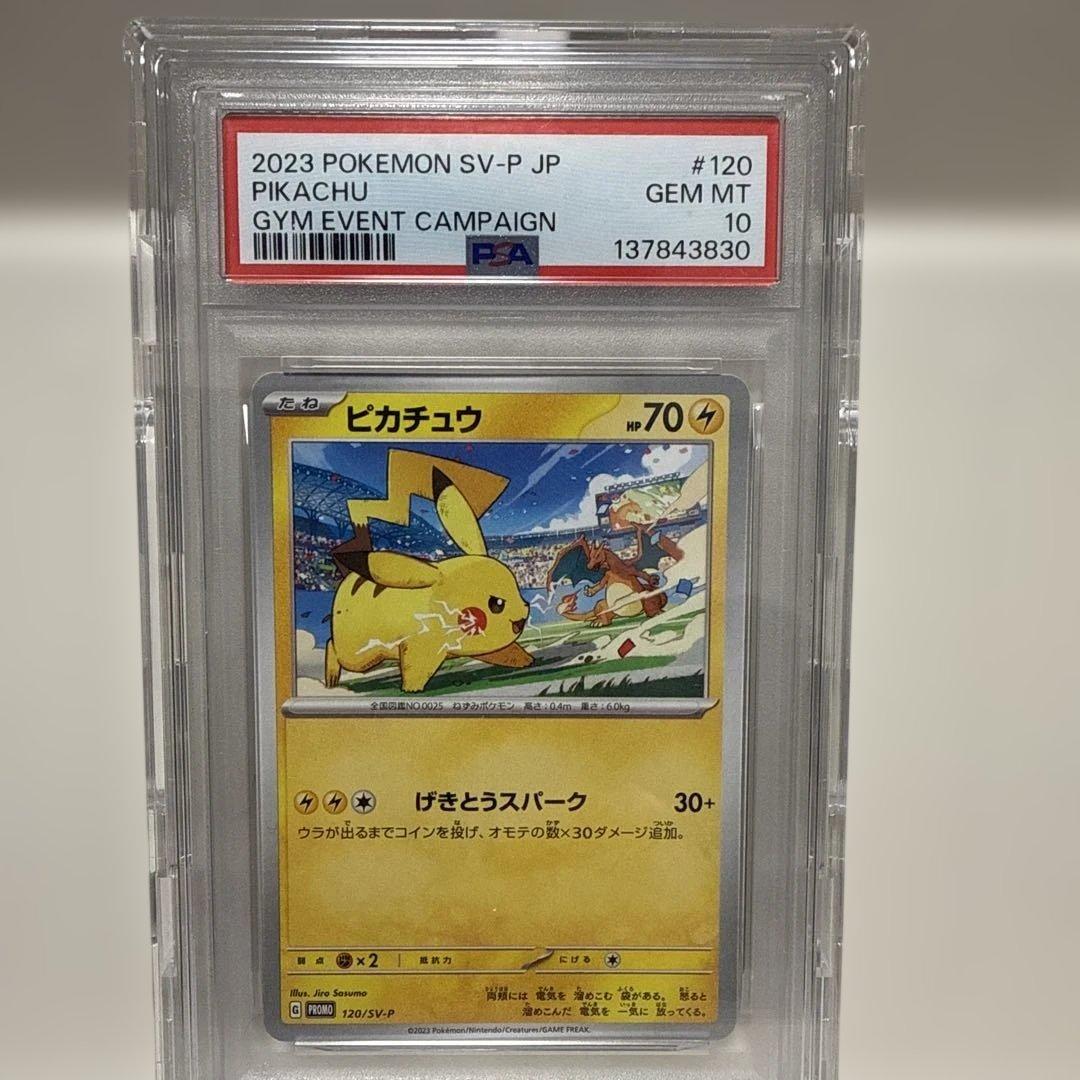 2023 POKEMON SV-P JP #120
PIKACHU GEM MT
GYM EVENT CAMPAIGN 10
PSA 137843830
たね ピカチュウ HP70
全国図鑑NO.0025 ねずみポケモン 高さ:0.4m 重さ:6.0kg
げきとうスパーク 30+
ウラが出るまでコインを投げ、オモテの数×30ダメージ追加。
弱点 ×2 抵抗力 にげる
Illus. Jiro Sasumo
両頬には 電気を 溜めこむ 袋がある。 怒ると
溜めこんだ 電気を 一気に 放ってくる。
G PROMO 120/SV-P
©2023 Pokémon/Nintendo/Creatures/GAME FREAK.